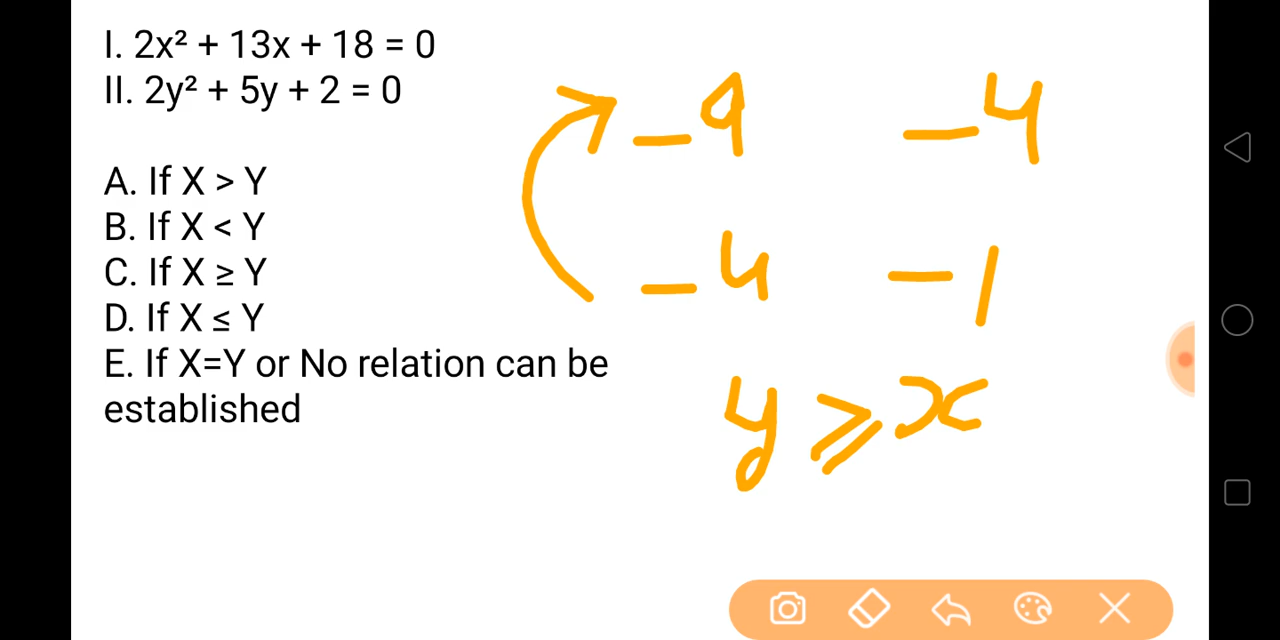 I. 2x² + 13x + 18 = 0
II. 2y² + 5y + 2 = 0
A. If X > Y
B. If X < Y
C. If X ≥ Y
D. If X ≤ Y
E. If X=Y or No relation can be
established
-9 -4
-4 -1
y ≥ x